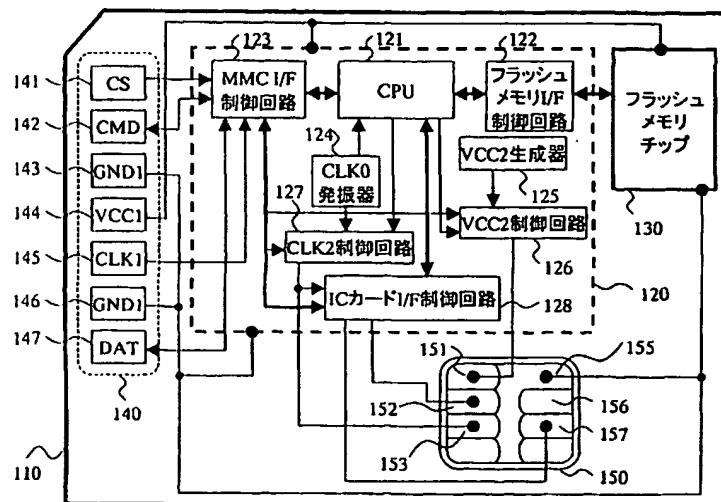 123
121
122
141
CS
MMC I/F
制御回路
CPU
フラッシュ
メモリI/F
制御回路
フラッシュ
メモリ
チップ
142
CMD
143
GND1
124
CLK0
発振器
VCC2生成器
144
VCC1
127
125
130
145
CLK1
CLK2制御回路
VCC2制御回路
126
146
GND1
ICカードI/F制御回路
128
120
147
DAT
151
155
140
152
156
153
157
110
150